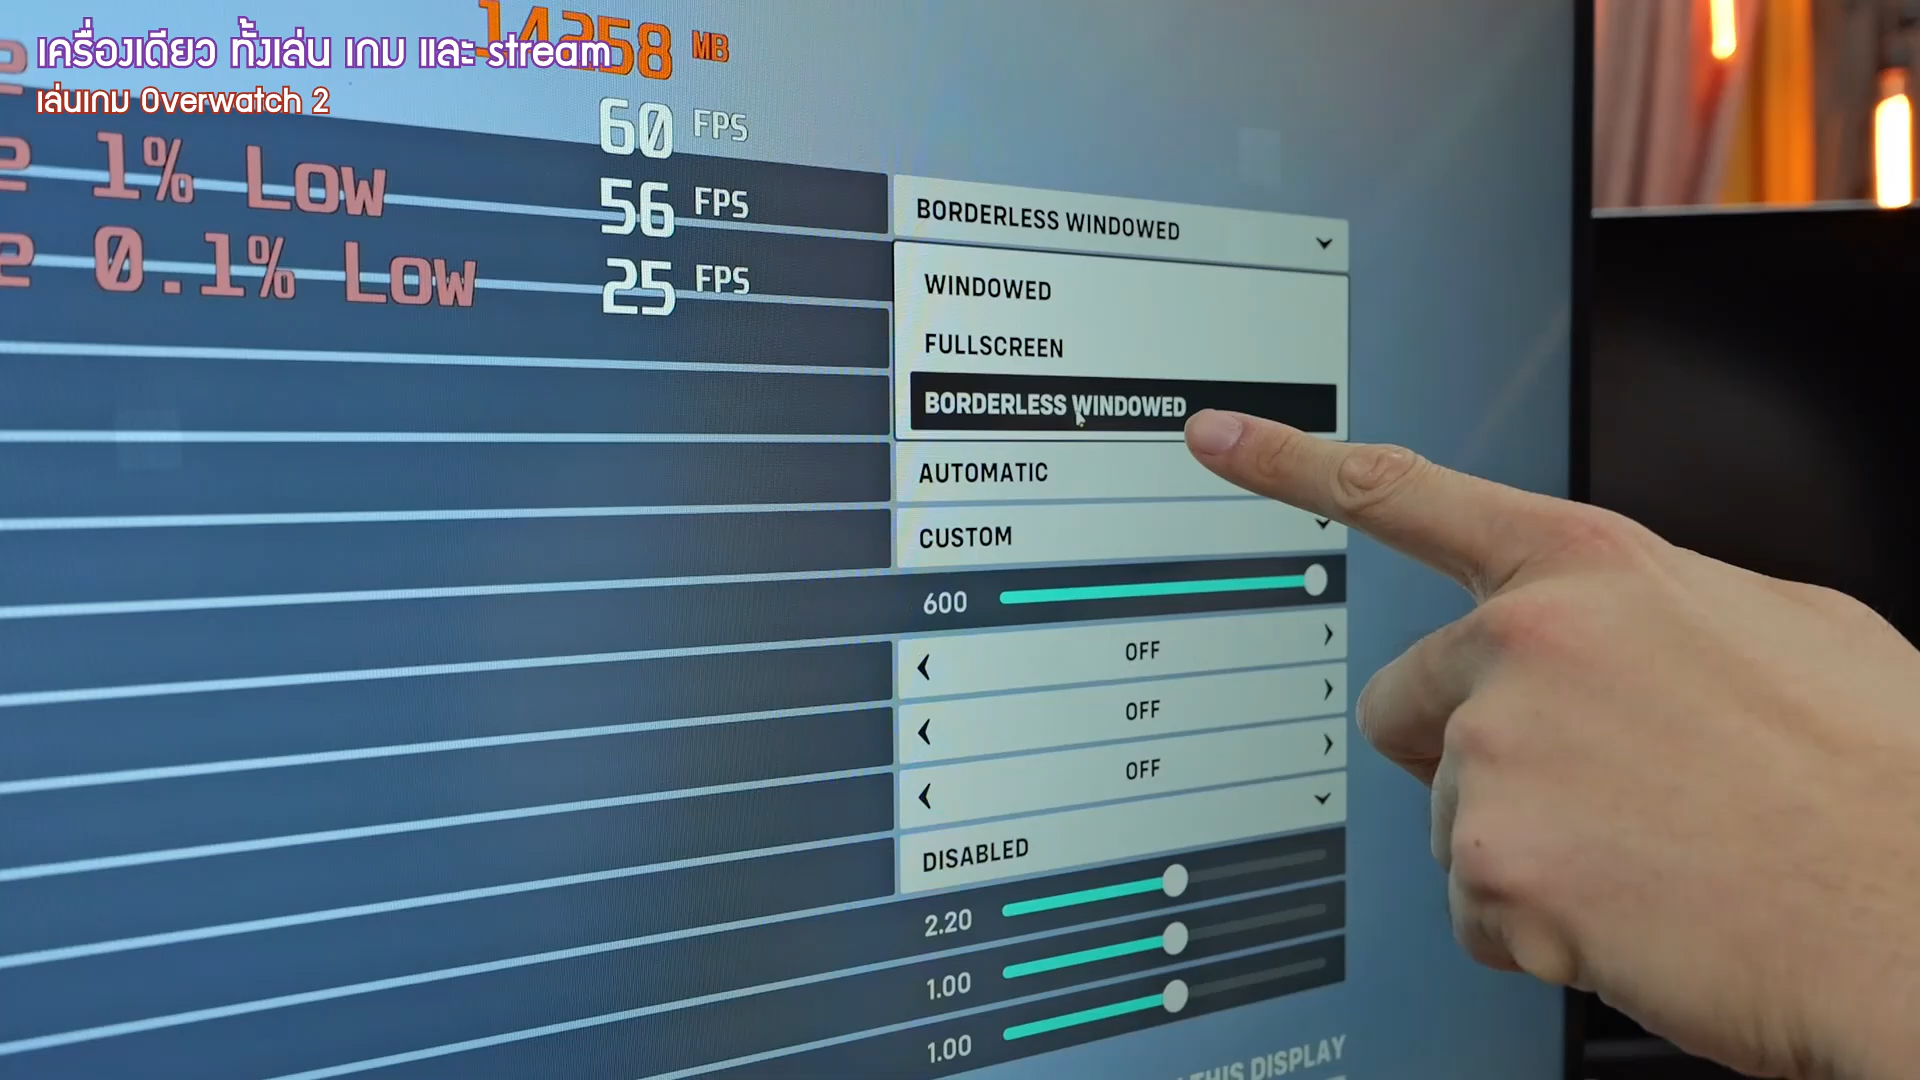 เครื่องเดียว ทั้งเล่น เกม และ stream
เล่นเกม Overwatch 2
14258 MB
60 FPS
1% Low 56 FPS
0.1% Low 25 FPS
BORDERLESS WINDOWED
WINDOWED
FULLSCREEN
BORDERLESS WINDOWED
AUTOMATIC
CUSTOM
600
OFF
OFF
OFF
DISABLED
2.20
1.00
1.00
THIS DISPLAY